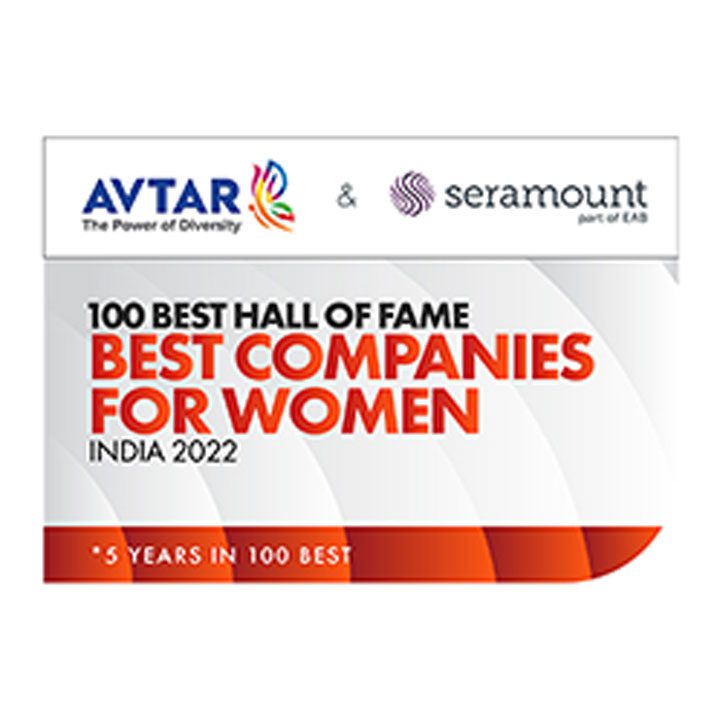 AVTAR & seramount
The Power of Diversity part of EAB
100 BEST HALL OF FAME
BEST COMPANIES
FOR WOMEN
INDIA 2022
*5 YEARS IN 100 BEST